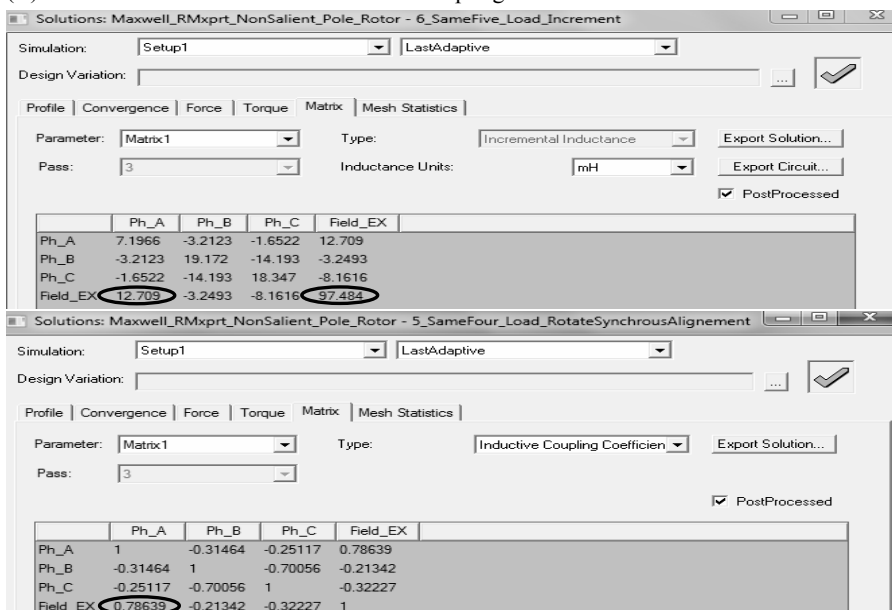 Solutions: Maxwell_RMxprt_NonSalient_Pole_Rotor - 6_SameFive_Load_Increment
Simulation: Setup1 LastAdaptive
Design Variation: ...
Profile | Convergence | Force | Torque Matrix | Mesh Statistics |
Parameter: Matrix1 Type: Incremental Inductance Export Solution...
Pass: 3 Inductance Units: mH Export Circuit...
PostProcessed
Ph_A Ph_B Ph_C Field_EX
Ph_A 7.1966 -3.2123 -1.6522 12.709
Ph_B -3.2123 19.172 -14.193 -3.2493
Ph_C -1.6522 -14.193 18.347 -8.1616
Field_EX 12.709 -3.2493 -8.1616 97.484
Solutions: Maxwell_RMxprt_NonSalient_Pole_Rotor - 5_SameFour_Load_RotateSynchrousAlignement
Simulation: Setup1 LastAdaptive
Design Variation: ...
Profile | Convergence | Force | Torque Matrix | Mesh Statistics |
Parameter: Matrix1 Type: Inductive Coupling Coefficien Export Solution...
Pass: 3
PostProcessed
Ph_A Ph_B Ph_C Field_EX
Ph_A 1 -0.31464 -0.25117 0.78639
Ph_B -0.31464 1 -0.70056 -0.21342
Ph_C -0.25117 -0.70056 1 -0.32227
Field_EX 0.78639 -0.21342 -0.32227 1